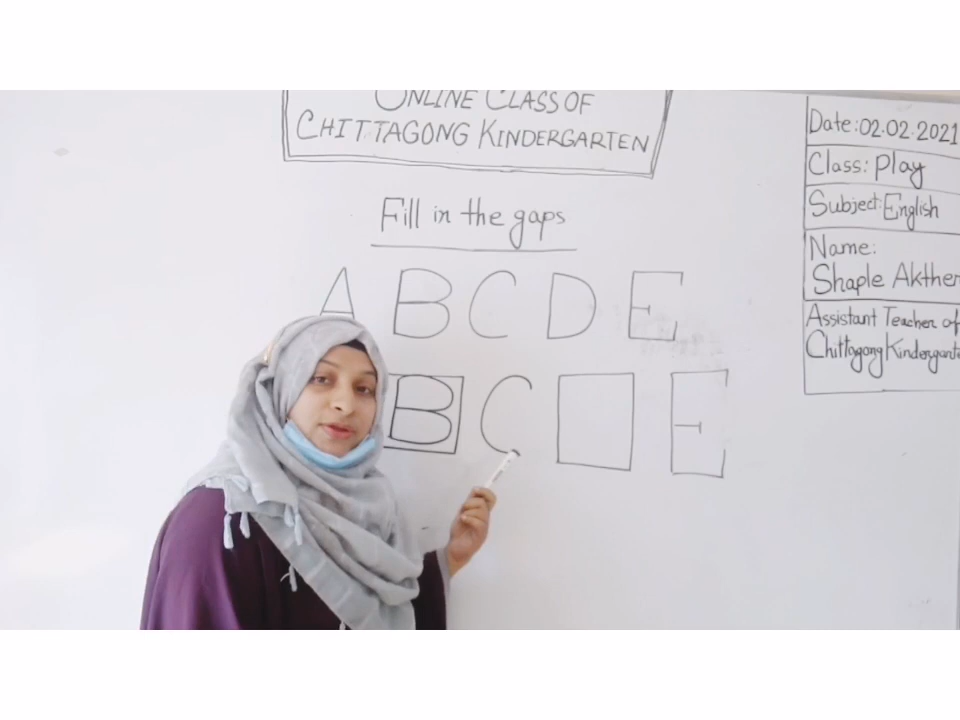 ONLINE CLASS OF
CHITTAGONG KINDERGARTEN
Fill in the gaps
A B C D E
B C E
Date: 02.02.2021
Class: Play
Subject: English
Name:
Shaple Akther
Assistant Teacher of
Chittagong